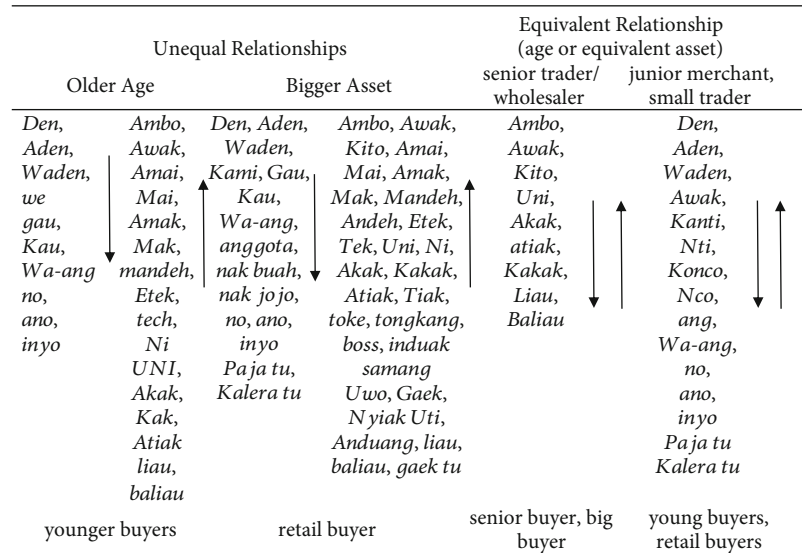 Unequal Relationships
Equivalent Relationship
(age or equivalent asset)
Older Age
Bigger Asset
senior trader/
wholesaler
junior merchant,
small trader
Den,
Aden,
Waden,
we
gau,
Kau,
Wa-ang
no,
ano,
inyo
Ambo,
Awak,
Amai,
Mai,
Amak,
Mak,
mandeh,
Etek,
tech,
Ni
UNI,
Akak,
Kak,
Atiak
liau,
baliau
Den, Aden,
Waden,
Kami, Gau,
Kau,
Wa-ang,
anggota,
nak buah,
nak jojo,
no, ano,
inyo
Paja tu,
Kalera tu
Ambo, Awak,
Kito, Amai,
Mai, Amak,
Mak, Mandeh,
Andeh, Etek,
Tek, Uni, Ni,
Akak, Kakak,
Atiak, Tiak,
toke, tongkang,
boss, induak
samang
Uwo, Gaek,
Nyiak Uti,
Anduang, liau,
baliau, gaek tu
Ambo,
Awak,
Kito,
Uni,
Akak,
atiak,
Kakak,
Liau,
Baliau
Den,
Aden,
Waden,
Awak,
Kanti,
Nti,
Konco,
Nco,
ang,
Wa-ang,
no,
ano,
inyo
Paja tu
Kalera tu
younger buyers
retail buyer
senior buyer, big
buyer
young buyers,
retail buyers